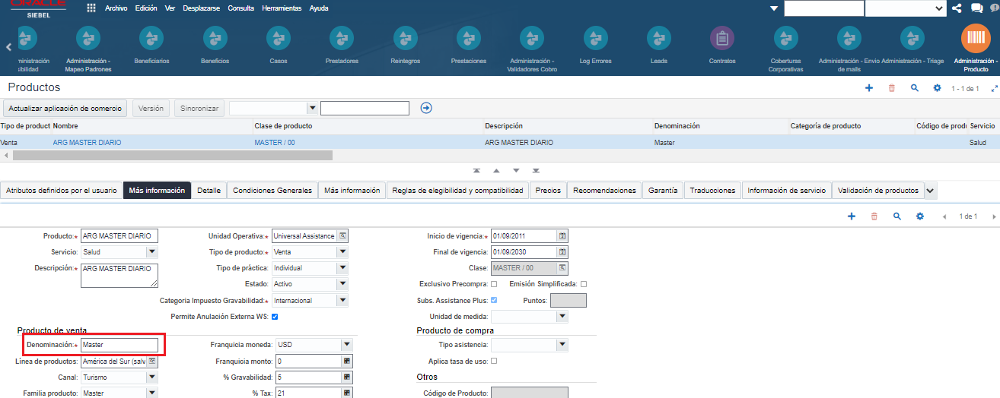 ORACLE
SIEBEL
Archivo Edición Ver Desplazarse Consulta Herramientas Ayuda
Administración - Mapeo Padrones
Beneficiarios
Beneficios
Casos
Prestadores
Reintegros
Prestaciones
Administración - Validadores Cobro
Log Errores
Leads
Contratos
Coberturas Corporativas
Administración - Envio de mails
Administración - Triage
Administración - Producto
Productos
1 - 1 de 1
Actualizar aplicación de comercio Versión Sincronizar
Tipo de product Nombre Clase de producto Descripción Denominación Categoría de producto Código de produ Servicio
Venta ARG MASTER DIARIO MASTER / 00 ARG MASTER DIARIO Master Salud
Atributos definidos por el usuario Más información Detalle Condiciones Generales Más información Reglas de elegibilidad y compatibilidad Precios Recomendaciones Garantía Traducciones Información de servicio Validación de productos
1 de 1
Producto:* ARG MASTER DIARIO Unidad Operativa:* Universal Assistance Inicio de vigencia:* 01/09/2011
Servicio: Salud Tipo de producto:* Venta Final de vigencia: 01/09/2030
Descripción:* ARG MASTER DIARIO Tipo de práctica: Individual Clase: MASTER / 00
Estado: Activo Exclusivo Precompra: Emisión Simplificada:
Categoria Impuesto Gravabilidad:* Internacional Subs. Assistance Plus: Puntos:
Permite Anulación Externa WS: Unidad de medida:
Producto de venta Producto de compra
Denominación:* Master Franquicia moneda: USD Tipo asistencia:
Línea de productos: América del Sur (salv Franquicia monto: 0 Aplica tasa de uso:
Canal: Turismo % Gravabilidad: 5 Otros
Familia producto: Master % Tax: 21 Código de Producto: